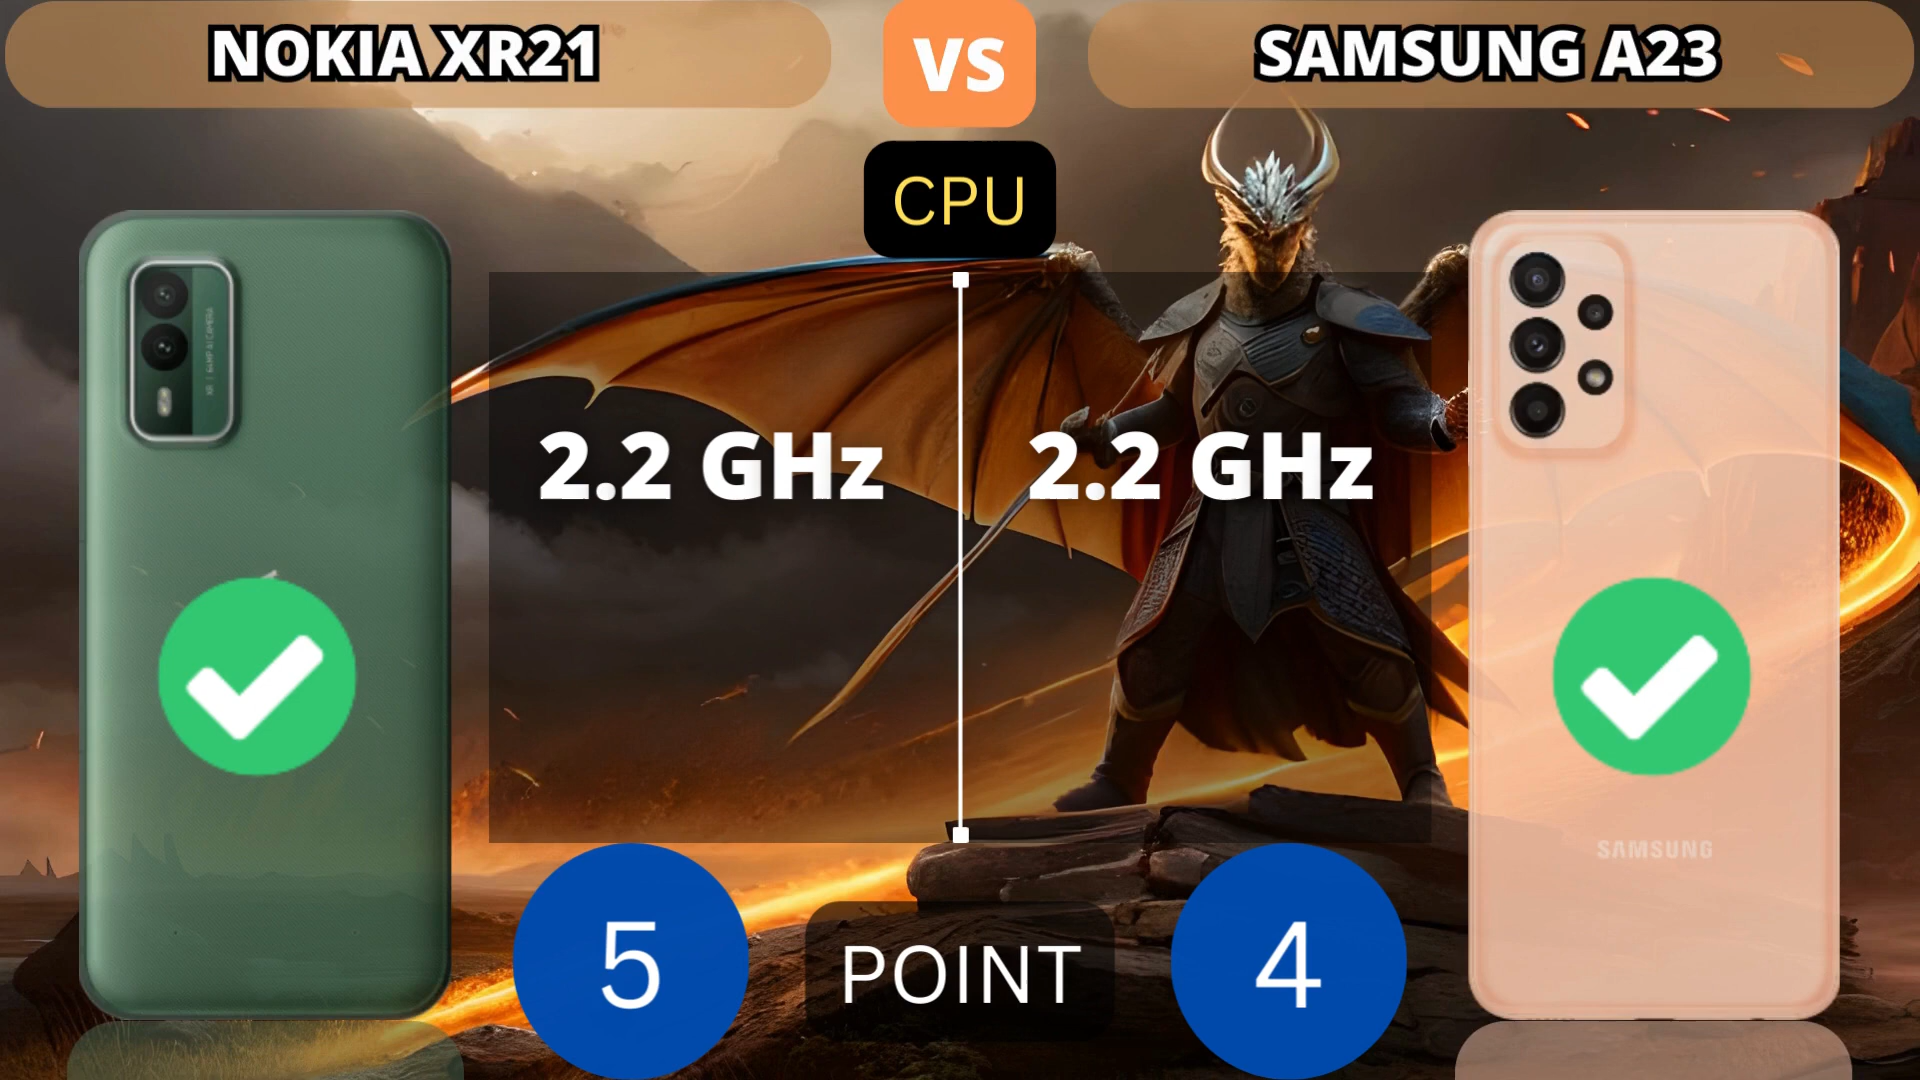 NOKIA XR21
VS
SAMSUNG A23
CPU
2.2 GHz
2.2 GHz
SAMSUNG
5
POINT
4